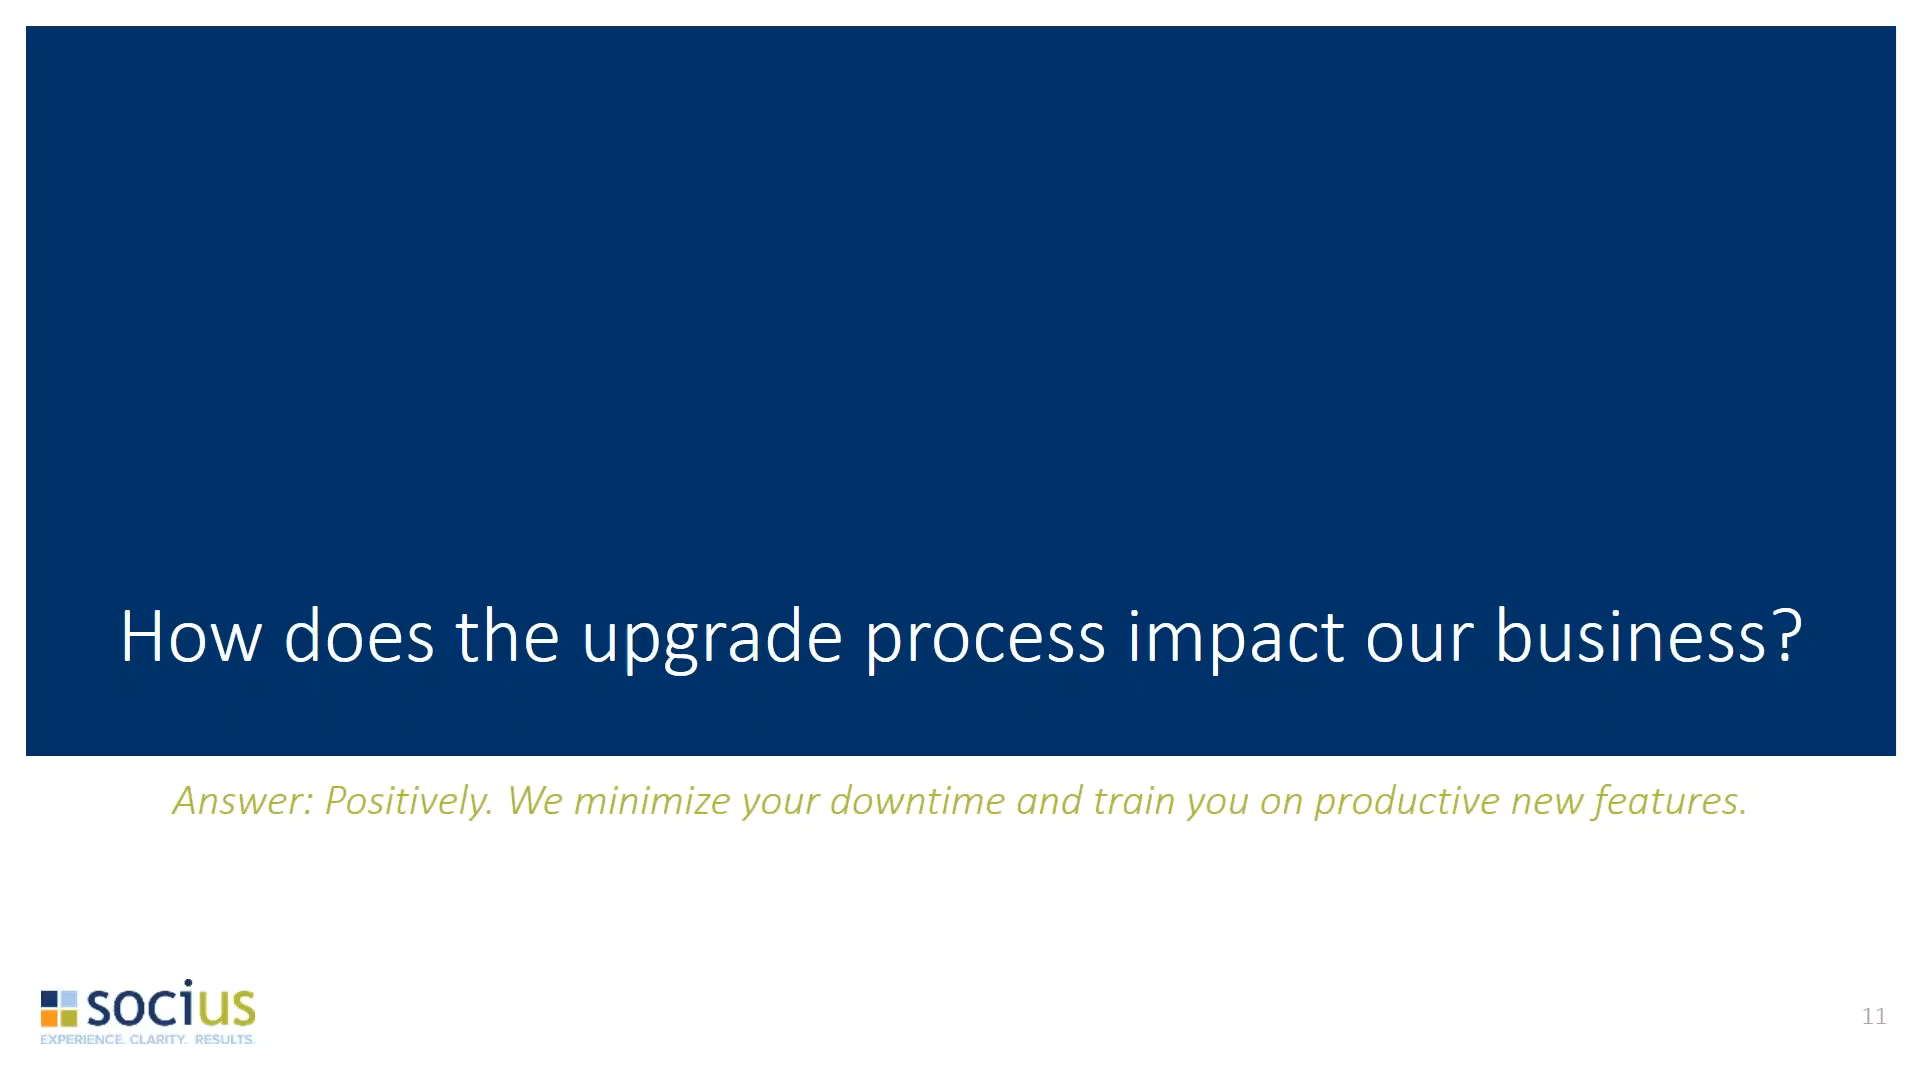 How does the upgrade process impact our business?
Answer: Positively. We minimize your downtime and train you on productive new features.
socius
EXPERIENCE. CLARITY. RESULTS.
11